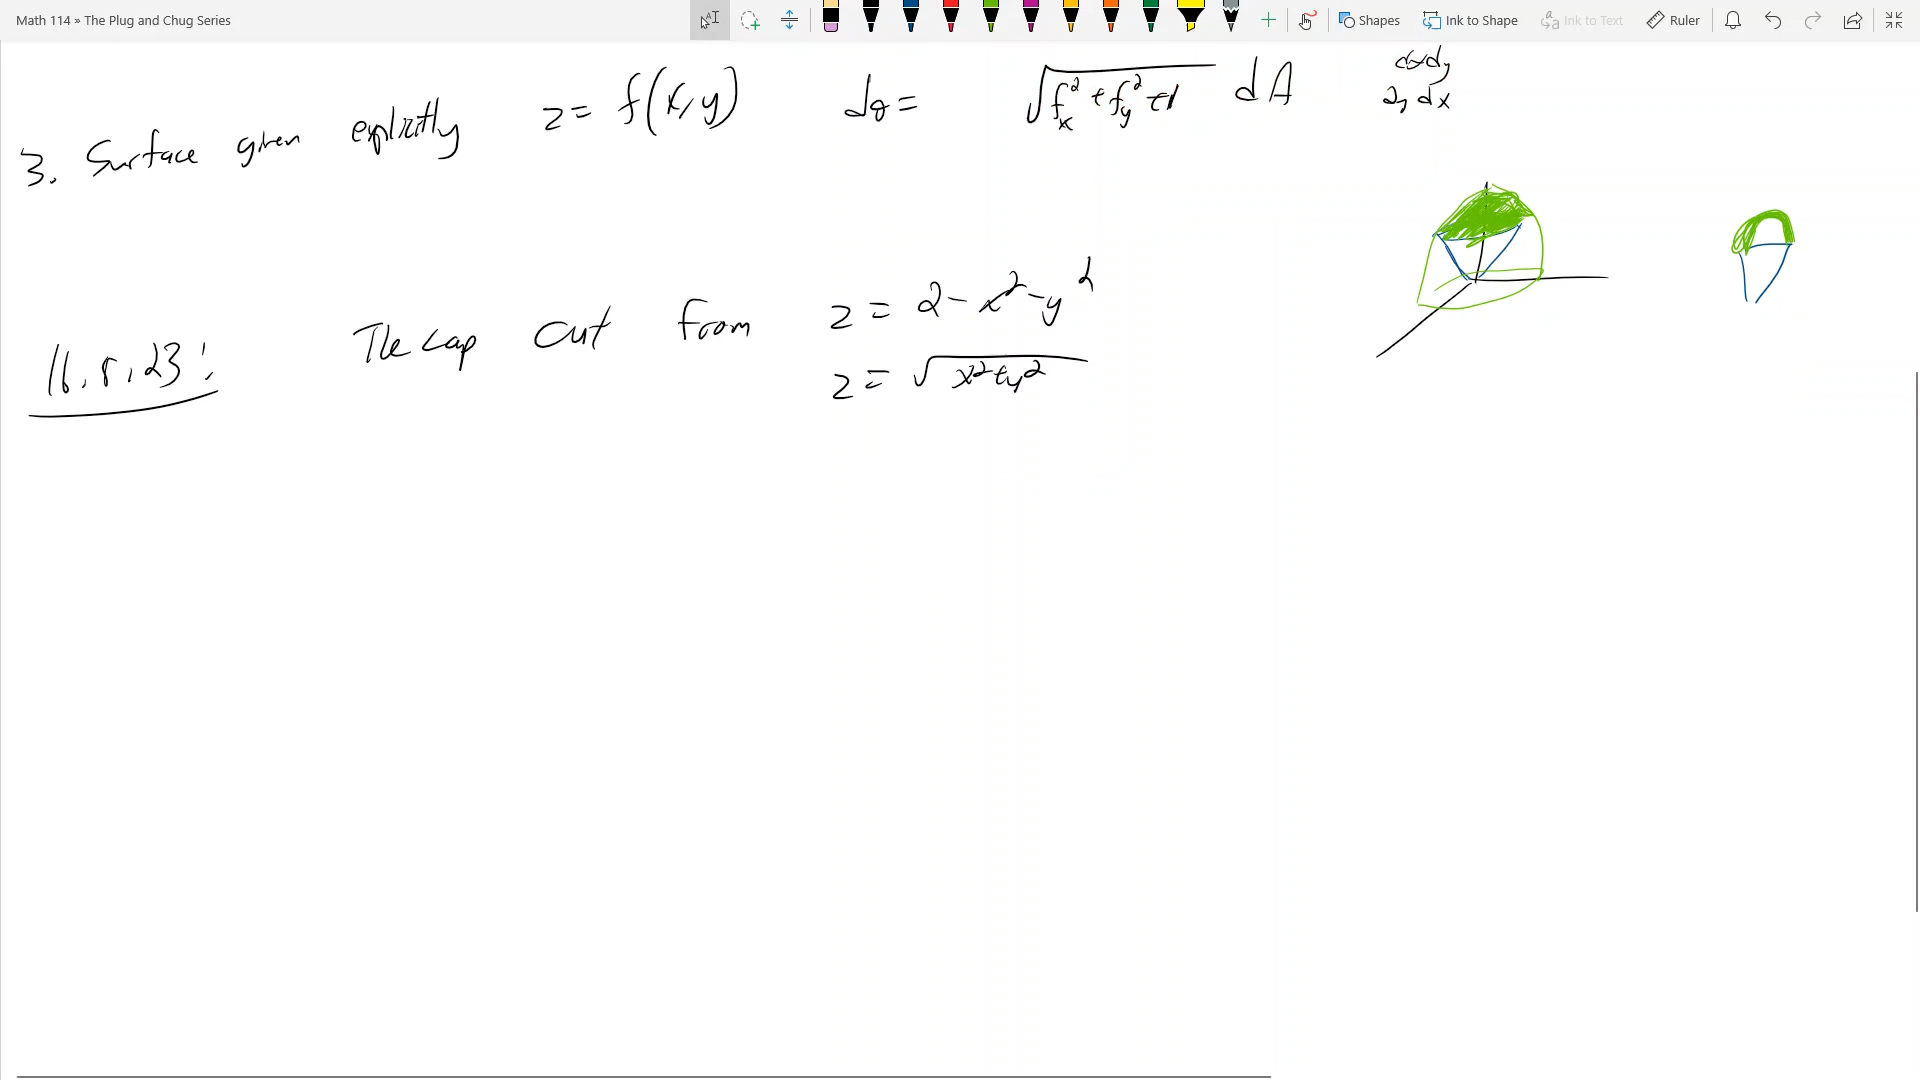 Math 114 » The Plug and Chug Series
Shapes Ink to Shape Ink to Text Ruler
dxdy
dy dx
3. Surface given explicitly z = f(x,y) dσ = √(f_x² + f_y² + 1) dA
16.5.23: The cap cut from z = 2 - x² - y²
z = √(x² + y²)